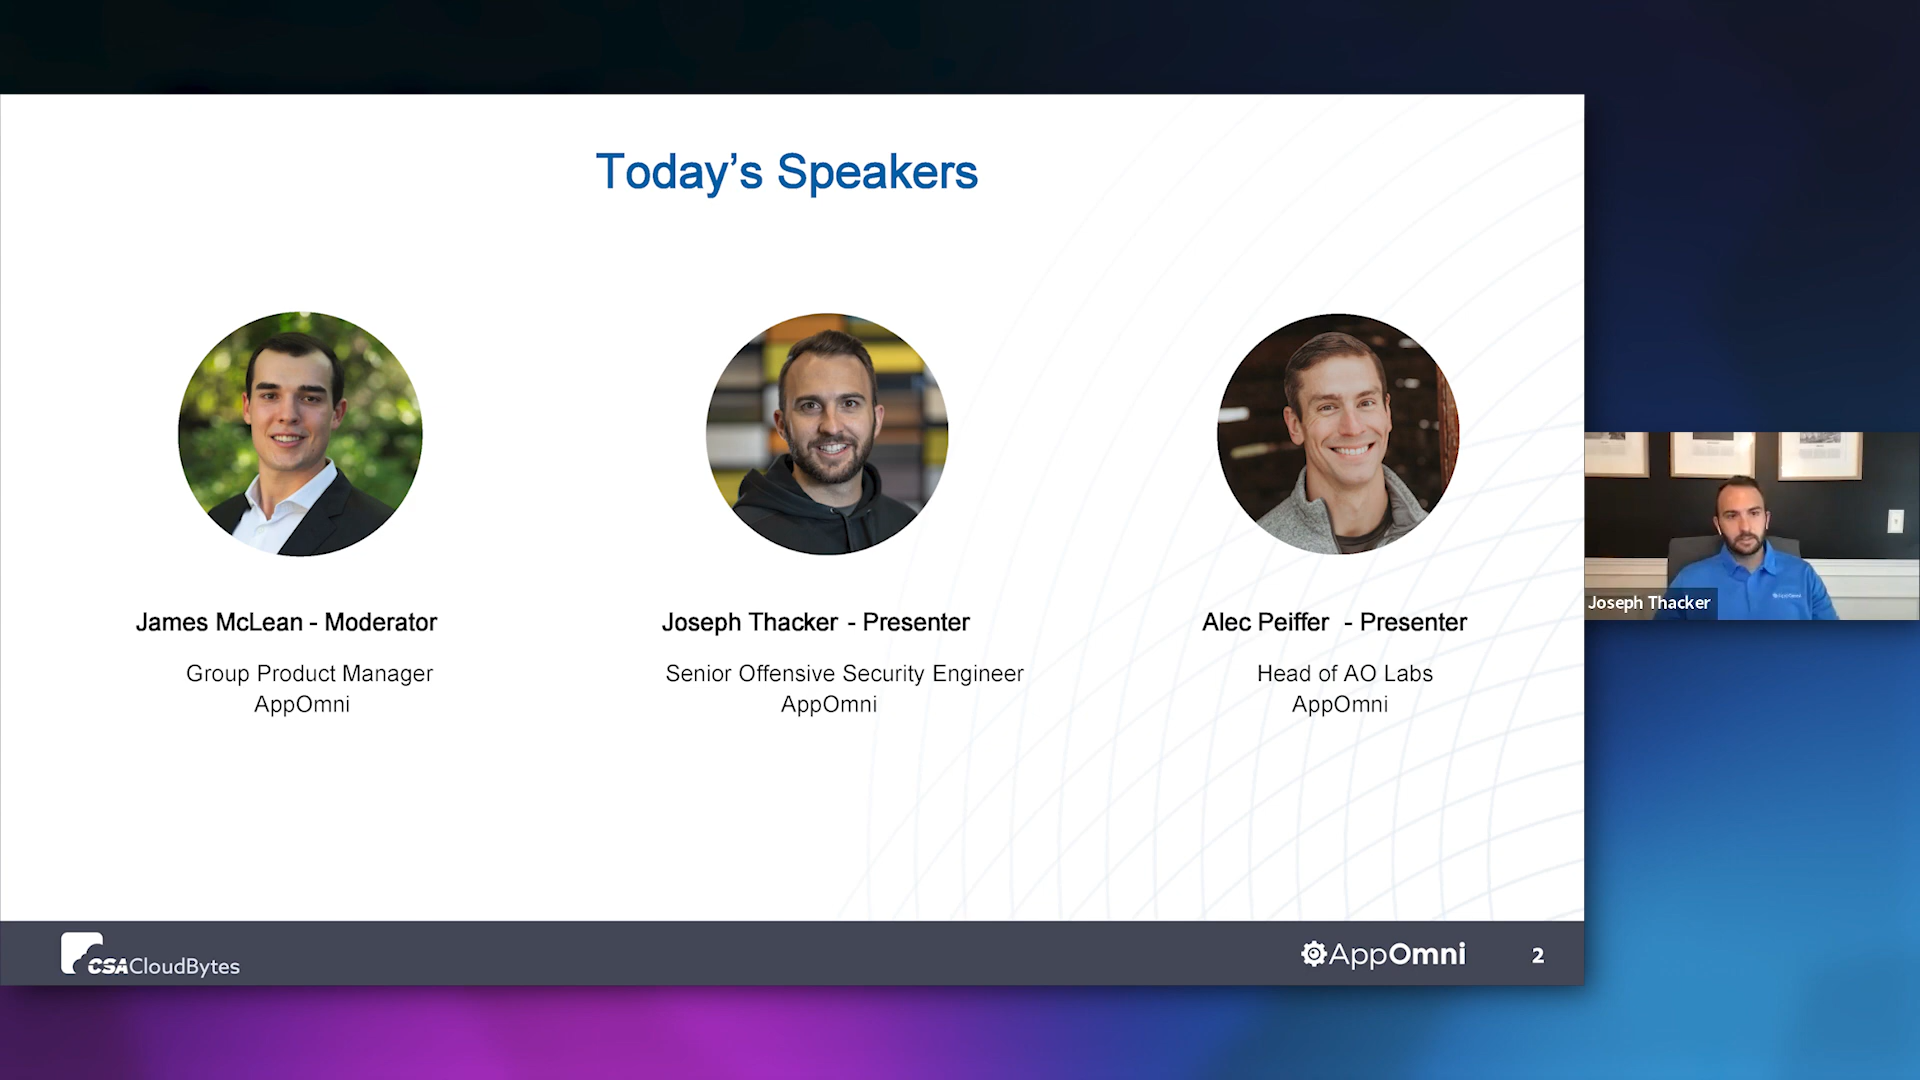 Today's Speakers
James McLean - Moderator
Group Product Manager
AppOmni
Joseph Thacker - Presenter
Senior Offensive Security Engineer
AppOmni
Alec Peiffer - Presenter
Head of AO Labs
AppOmni
Joseph Thacker
CSACloudBytes
AppOmni
2